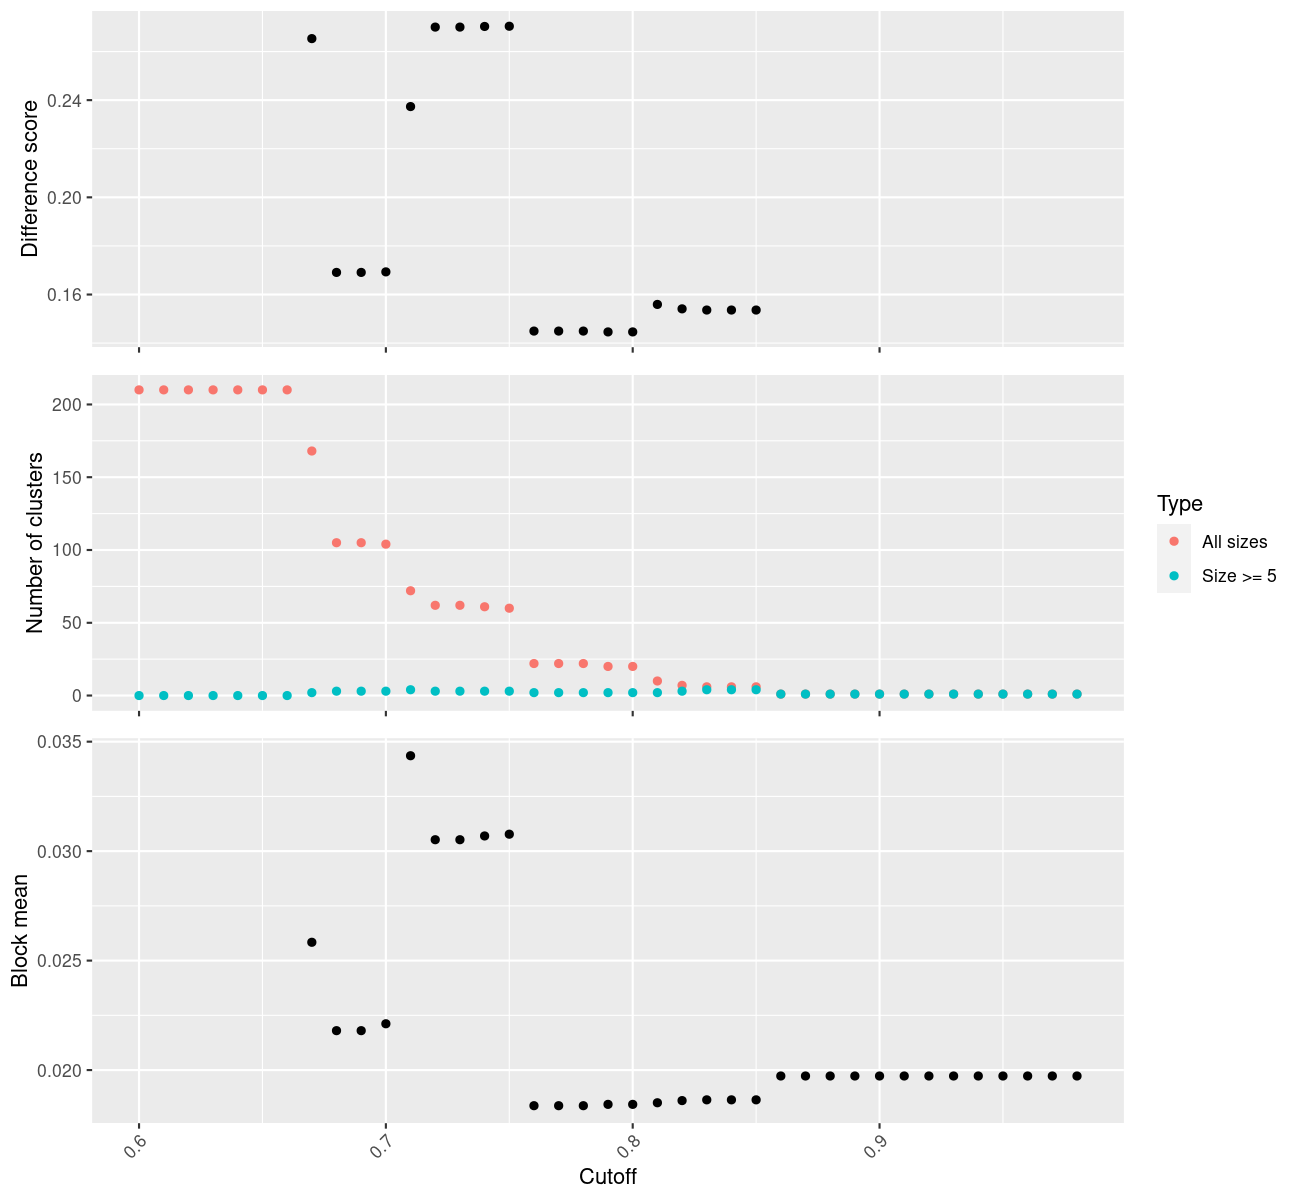 Difference score
0.24
0.20
0.16
Number of clusters
200
150
100
50
0
Type
All sizes
Size >= 5
Block mean
0.035
0.030
0.025
0.020
0.6 0.7 0.8 0.9
Cutoff